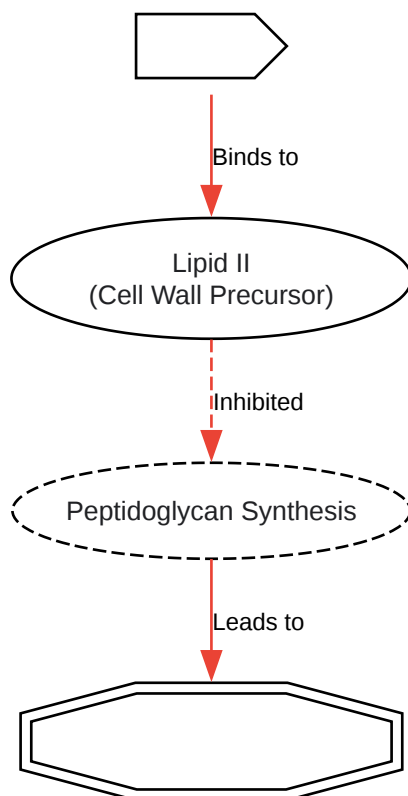 Binds to
Lipid II
(Cell Wall Precursor)
Inhibited
Peptidoglycan Synthesis
Leads to